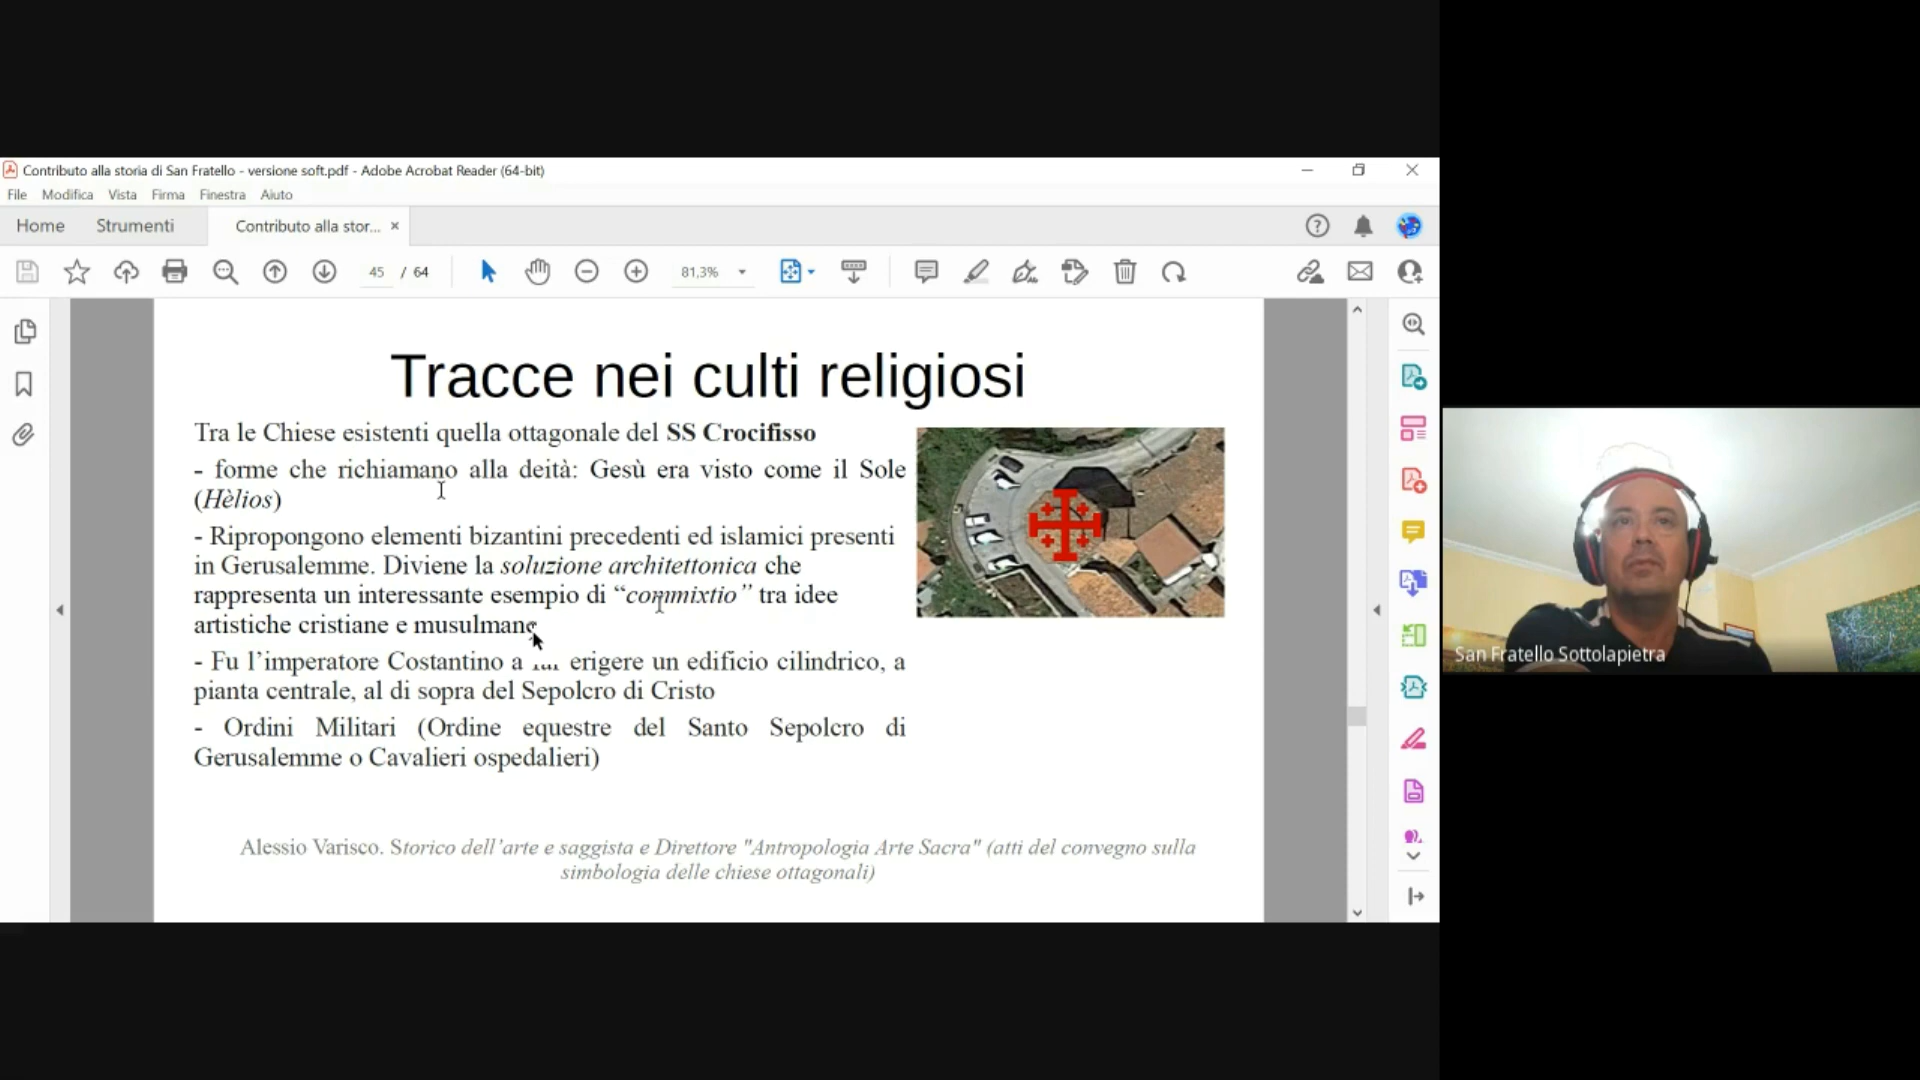 Contributo alla storia di San Fratello - versione soft.pdf - Adobe Acrobat Reader (64-bit)
File Modifica Vista Firma Finestra Aiuto
Home Strumenti Contributo alla stor...
45 / 64 81,3%
Tracce nei culti religiosi
Tra le Chiese esistenti quella ottagonale del SS Crocifisso
- forme che richiamano alla deità: Gesù era visto come il Sole
(Hèlios)
- Ripropongono elementi bizantini precedenti ed islamici presenti
in Gerusalemme. Diviene la soluzione architettonica che
rappresenta un interessante esempio di “commixtio” tra idee
artistiche cristiane e musulmane
- Fu l’imperatore Costantino a erigere un edificio cilindrico, a
pianta centrale, al di sopra del Sepolcro di Cristo
- Ordini Militari (Ordine equestre del Santo Sepolcro di
Gerusalemme o Cavalieri ospedalieri)
Alessio Varisco. Storico dell’arte e saggista e Direttore "Antropologia Arte Sacra" (atti del convegno sulla
simbologia delle chiese ottagonali)
San Fratello Sottolapietra